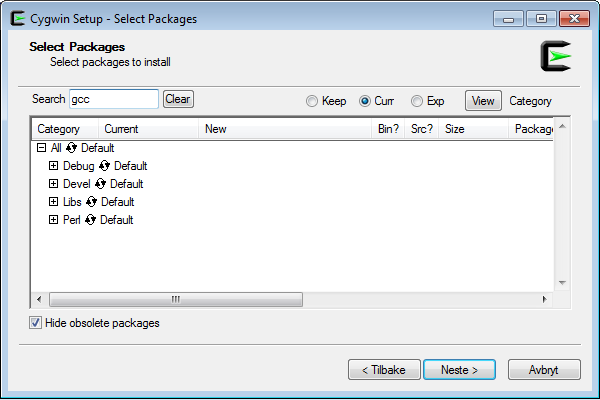 Cygwin Setup - Select Packages
Select Packages
Select packages to install
Search gcc Clear Keep Curr Exp View Category
Category Current New Bin? Src? Size Package
All Default
Debug Default
Devel Default
Libs Default
Perl Default
Hide obsolete packages
< Tilbake Neste > Avbryt